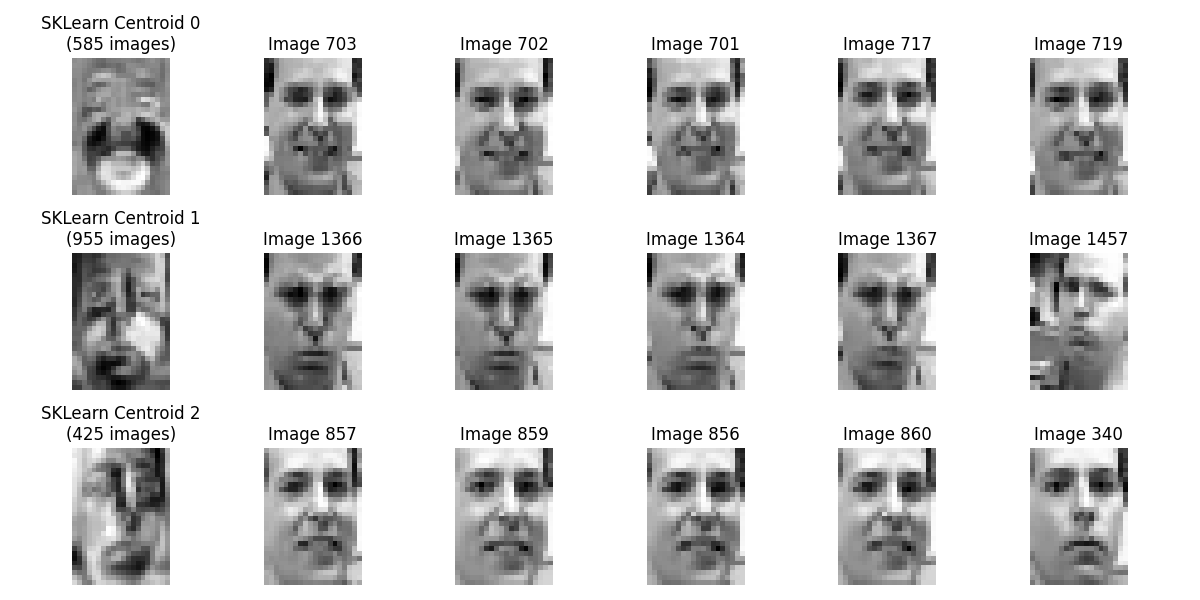 SKLearn Centroid 0
(585 images)
Image 703
Image 702
Image 701
Image 717
Image 719
SKLearn Centroid 1
(955 images)
Image 1366
Image 1365
Image 1364
Image 1367
Image 1457
SKLearn Centroid 2
(425 images)
Image 857
Image 859
Image 856
Image 860
Image 340